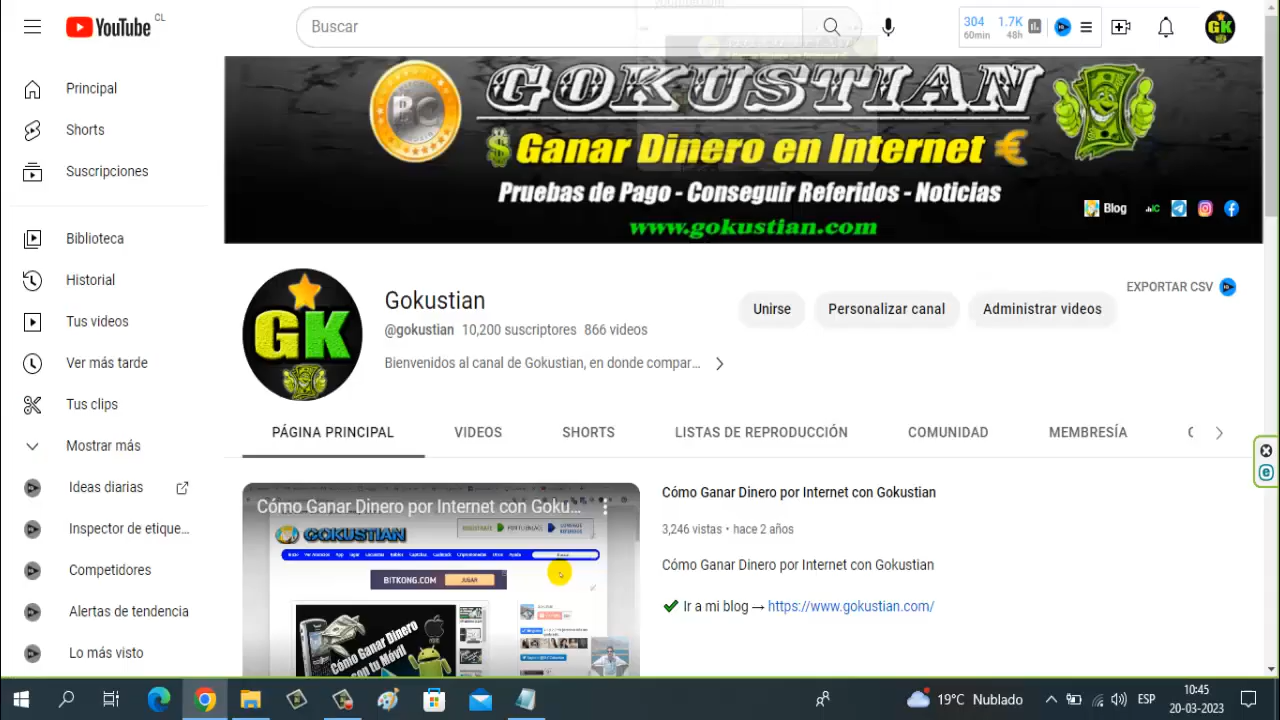 YouTube CL
Buscar
304 1.7K
60min 48h
GK
Principal
Shorts
Suscripciones
Biblioteca
Historial
Tus videos
Ver más tarde
Tus clips
Mostrar más
Ideas diarias
Inspector de etique...
Competidores
Alertas de tendencia
Lo más visto
BC
GOKUSTIAN
$ Ganar Dinero en Internet €
Pruebas de Pago - Conseguir Referidos - Noticias
Blog
www.gokustian.com
GK
Gokustian
@gokustian 10,200 suscriptores 866 videos
Bienvenidos al canal de Gokustian, en donde compar...
Unirse
Personalizar canal
Administrar videos
EXPORTAR CSV
PÁGINA PRINCIPAL
VIDEOS
SHORTS
LISTAS DE REPRODUCCIÓN
COMUNIDAD
MEMBRESÍA
Cómo Ganar Dinero por Internet con Goku...
GOKUSTIAN
BITKONG.COM JUGAR
Cómo Ganar Dinero
con tu Móvil
Cómo Ganar Dinero por Internet con Gokustian
3,246 vistas • hace 2 años
Cómo Ganar Dinero por Internet con Gokustian
✔ Ir a mi blog → https://www.gokustian.com/
19°C Nublado
ESP
10:45
20-03-2023